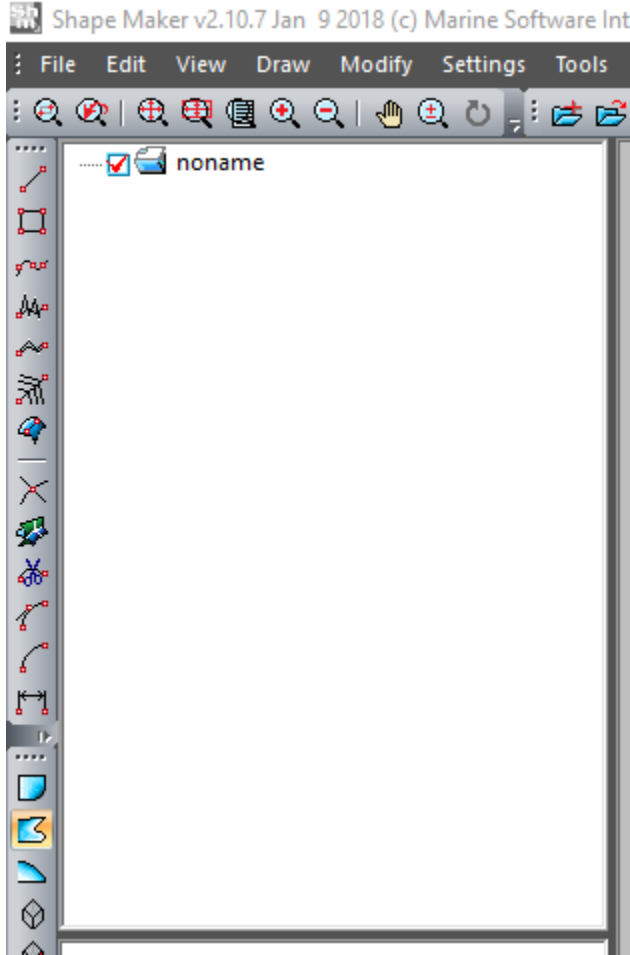 Shape Maker v2.10.7 Jan 9 2018 (c) Marine Software Int
File Edit View Draw Modify Settings Tools
noname